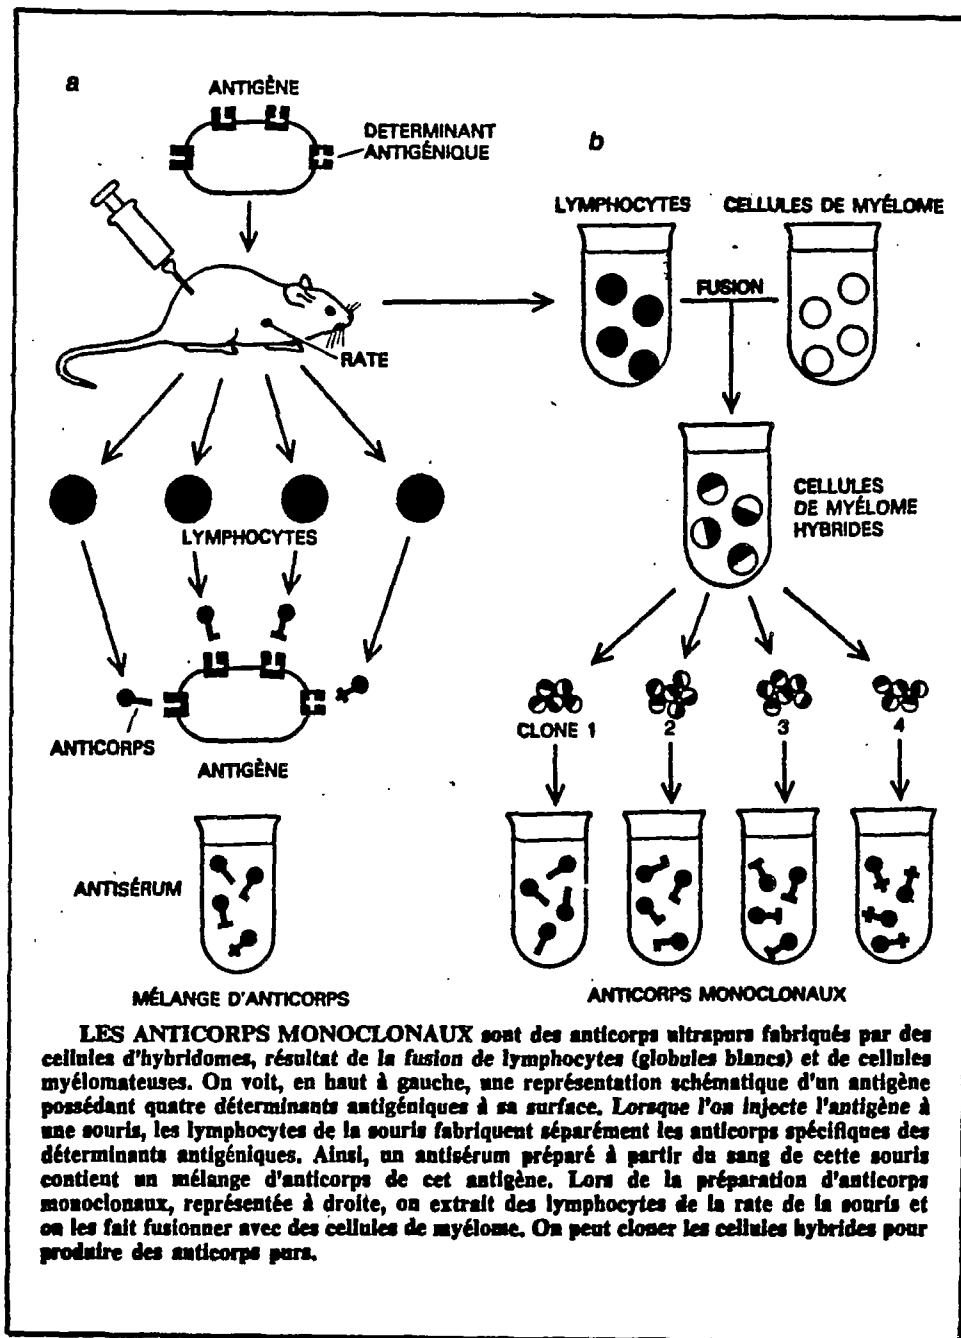 a
ANTIGÈNE
DETERMINANT
ANTIGÉNIQUE
RATE
LYMPHOCYTES
ANTICORPS
ANTIGÈNE
ANTISÉRUM
MÉLANGE D'ANTICORPS
b
LYMPHOCYTES
CELLULES DE MYÉLOME
FUSION
CELLULES
DE MYÉLOME
HYBRIDES
CLONE 1
2
3
4
ANTICORPS MONOCLONAUX
LES ANTICORPS MONOCLONAUX sont des anticorps ultrapurs fabriqués par des
cellules d'hybridomes, résultat de la fusion de lymphocytes (globules blancs) et de cellules
myélomateuses. On voit, en haut à gauche, une représentation schématique d'un antigène
possédant quatre déterminants antigéniques à sa surface. Lorsque l'on injecte l'antigène à
une souris, les lymphocytes de la souris fabriquent séparément les anticorps spécifiques des
déterminants antigéniques. Ainsi, un antisérum préparé à partir du sang de cette souris
contient un mélange d'anticorps de cet antigène. Lors de la préparation d'anticorps
monoclonaux, représentée à droite, on extrait des lymphocytes de la rate de la souris et
on les fait fusionner avec des cellules de myélome. On peut cloner les cellules hybrides pour
produire des anticorps purs.